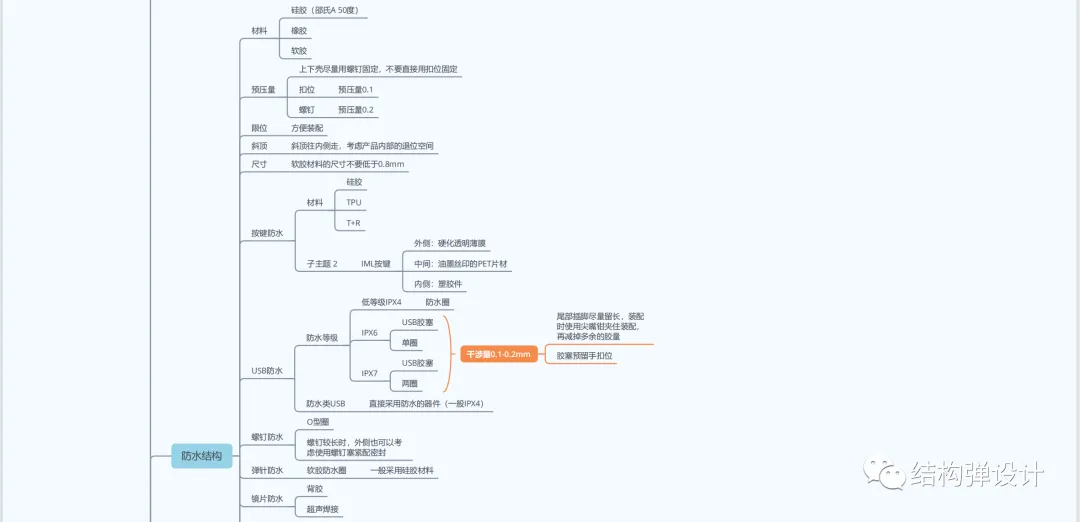 硅胶（邵氏A 50度）
材料
橡胶
软胶
上下壳尽量用螺钉固定，不要直接用扣位固定
预压量
扣位
预压量0.1
螺钉
预压量0.2
限位
方便装配
斜顶
斜顶往内侧走，考虑产品内部的退位空间
尺寸
软胶材料的尺寸不要低于0.8mm
硅胶
材料
TPU
T+R
按键防水
外侧：硬化透明薄膜
子主题 2
IML按键
中间：油墨丝印的PET片材
内侧：塑胶件
低等级IPX4
防水圈
USB胶塞
IPX6
单圈
防水等级
USB胶塞
IPX7
两圈
干涉量0.1-0.2mm
尾部插脚尽量留长，装配
时使用尖嘴钳夹住装配，
再减掉多余的胶量
胶塞预留手扣位
USB防水
防水类USB
直接采用防水的器件（一般IPX4）
O型圈
螺钉防水
螺钉较长时，外侧也可以考
虑使用螺钉塞紧配密封
防水结构
弹针防水
软胶防水圈
一般采用硅胶材料
背胶
镜片防水
超声焊接
结构弹设计